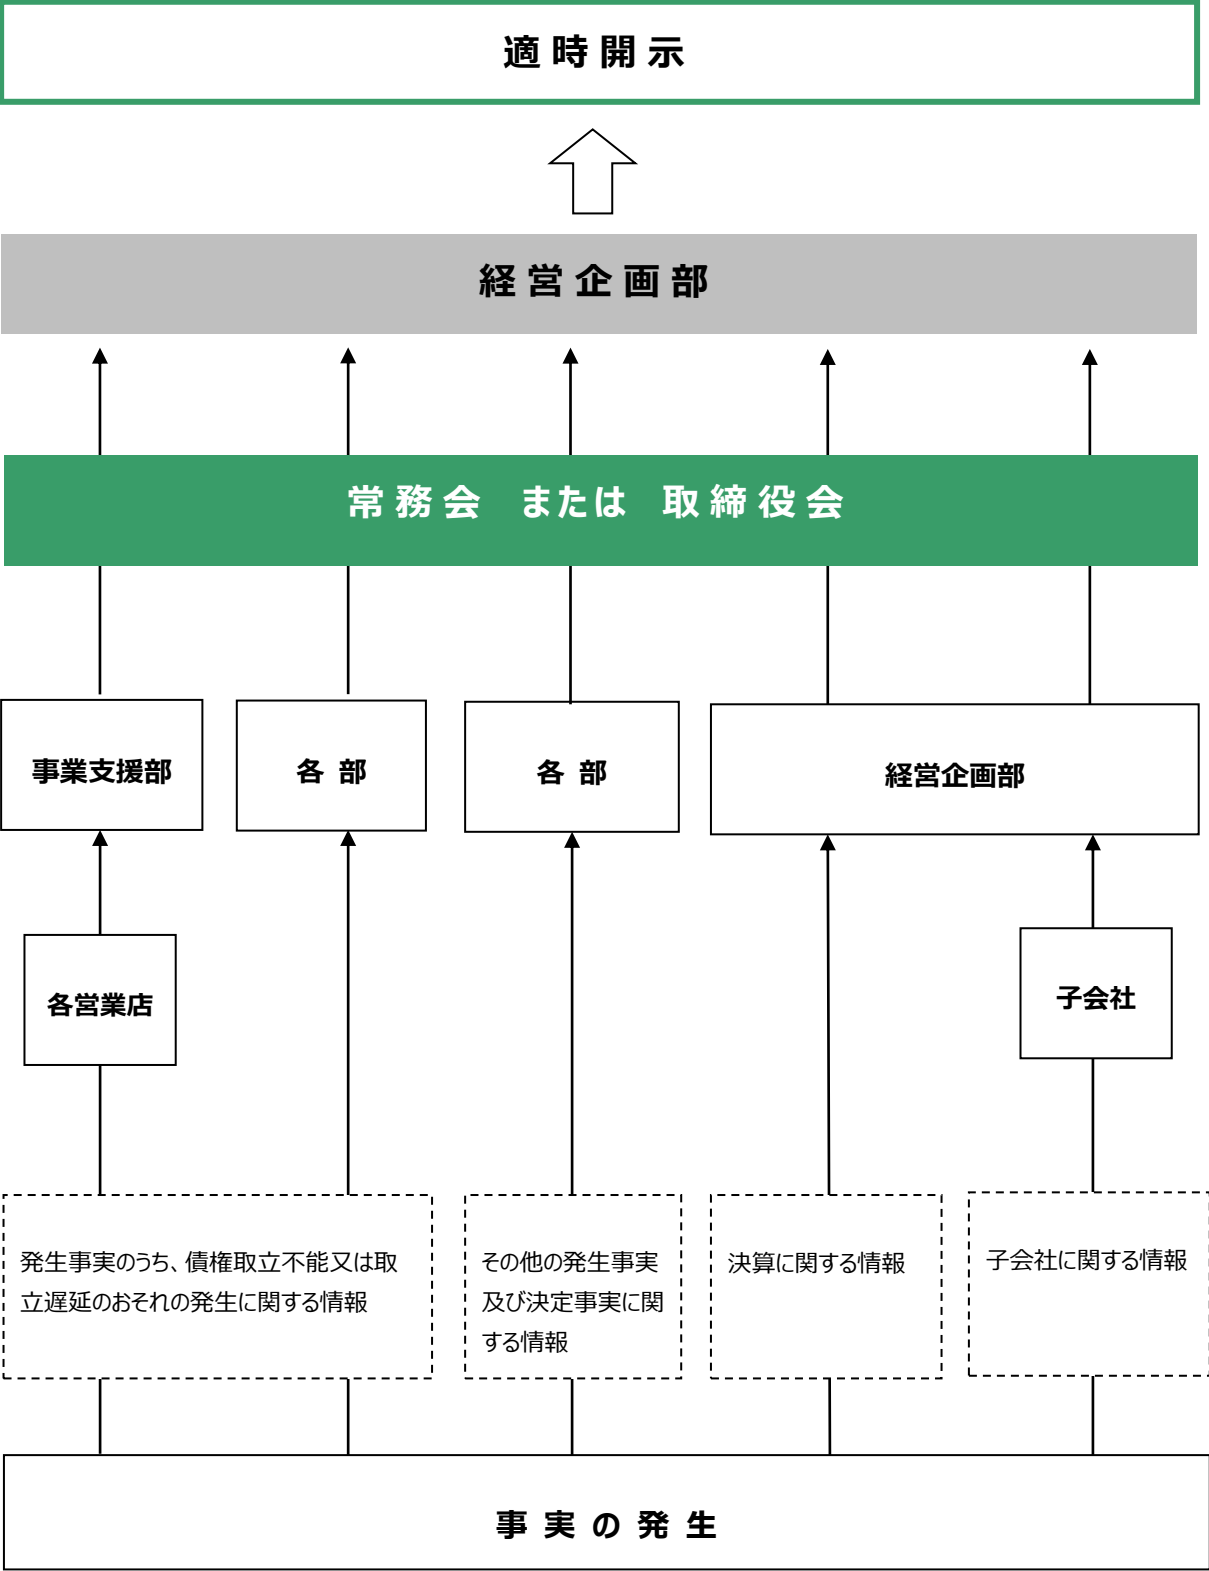 適時開示
経営企画部
常務会 または 取締役会
事業支援部
各 部
各 部
経営企画部
各営業店
子会社
発生事実のうち、債権取立不能又は取
立遅延のおそれの発生に関する情報
その他の発生事実
及び決定事実に関
する情報
決算に関する情報
子会社に関する情報
事実の発生